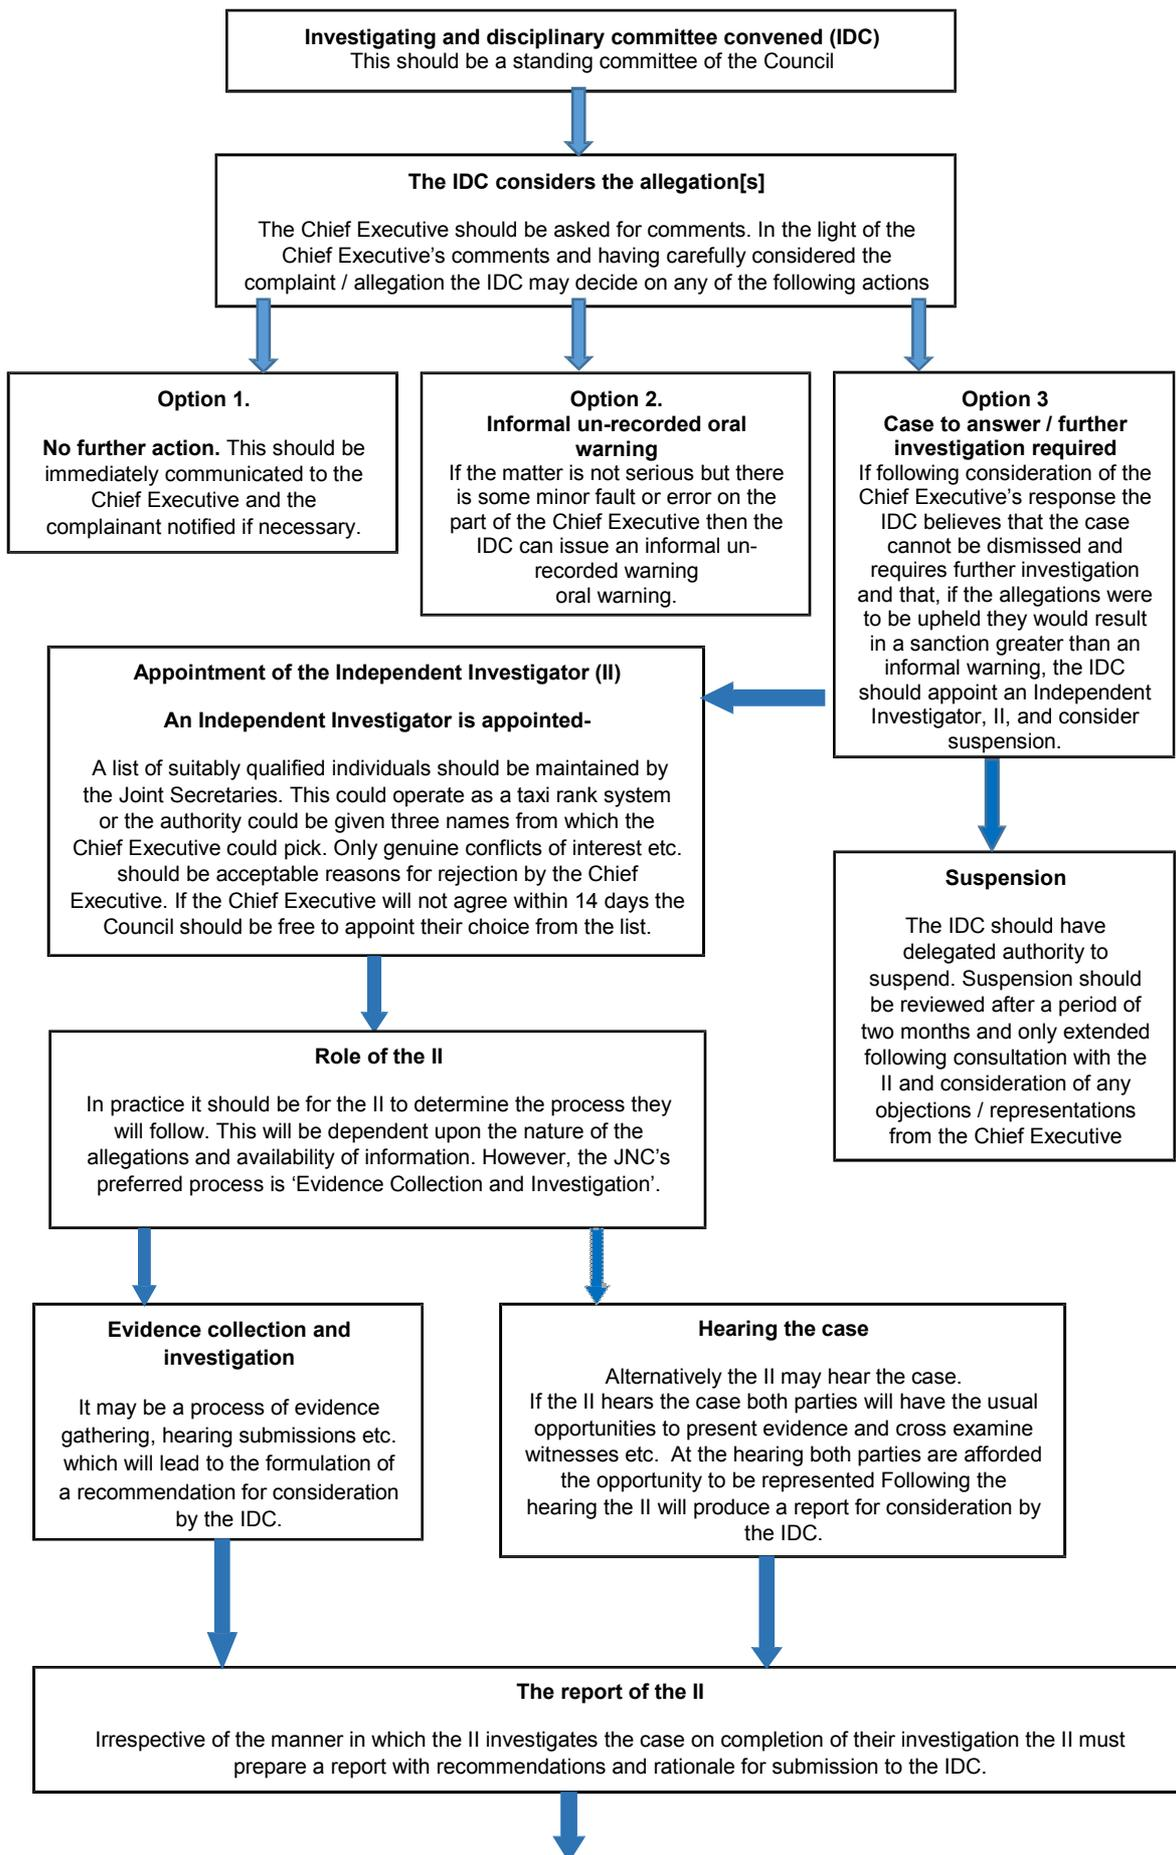 Investigating and disciplinary committee convened (IDC)
This should be a standing committee of the Council
The IDC considers the allegation[s]
The Chief Executive should be asked for comments. In the light of the
Chief Executive’s comments and having carefully considered the
complaint / allegation the IDC may decide on any of the following actions
Option 1.
No further action. This should be
immediately communicated to the
Chief Executive and the
complainant notified if necessary.
Option 2.
Informal un-recorded oral
warning
If the matter is not serious but there
is some minor fault or error on the
part of the Chief Executive then the
IDC can issue an informal un-
recorded warning
oral warning.
Option 3
Case to answer / further
investigation required
If following consideration of the
Chief Executive’s response the
IDC believes that the case
cannot be dismissed and
requires further investigation
and that, if the allegations were
to be upheld they would result
in a sanction greater than an
informal warning, the IDC
should appoint an Independent
Investigator, II, and consider
suspension.
Appointment of the Independent Investigator (II)
An Independent Investigator is appointed-
A list of suitably qualified individuals should be maintained by
the Joint Secretaries. This could operate as a taxi rank system
or the authority could be given three names from which the
Chief Executive could pick. Only genuine conflicts of interest etc.
should be acceptable reasons for rejection by the Chief
Executive. If the Chief Executive will not agree within 14 days the
Council should be free to appoint their choice from the list.
Suspension
The IDC should have
delegated authority to
suspend. Suspension should
be reviewed after a period of
two months and only extended
following consultation with the
II and consideration of any
objections / representations
from the Chief Executive
Role of the II
In practice it should be for the II to determine the process they
will follow. This will be dependent upon the nature of the
allegations and availability of information. However, the JNC’s
preferred process is ‘Evidence Collection and Investigation’.
Evidence collection and
investigation
It may be a process of evidence
gathering, hearing submissions etc.
which will lead to the formulation of
a recommendation for consideration
by the IDC.
Hearing the case
Alternatively the II may hear the case.
If the II hears the case both parties will have the usual
opportunities to present evidence and cross examine
witnesses etc.  At the hearing both parties are afforded
the opportunity to be represented Following the
hearing the II will produce a report for consideration by
the IDC.
The report of the II
Irrespective of the manner in which the II investigates the case on completion of their investigation the II must
prepare a report with recommendations and rationale for submission to the IDC.